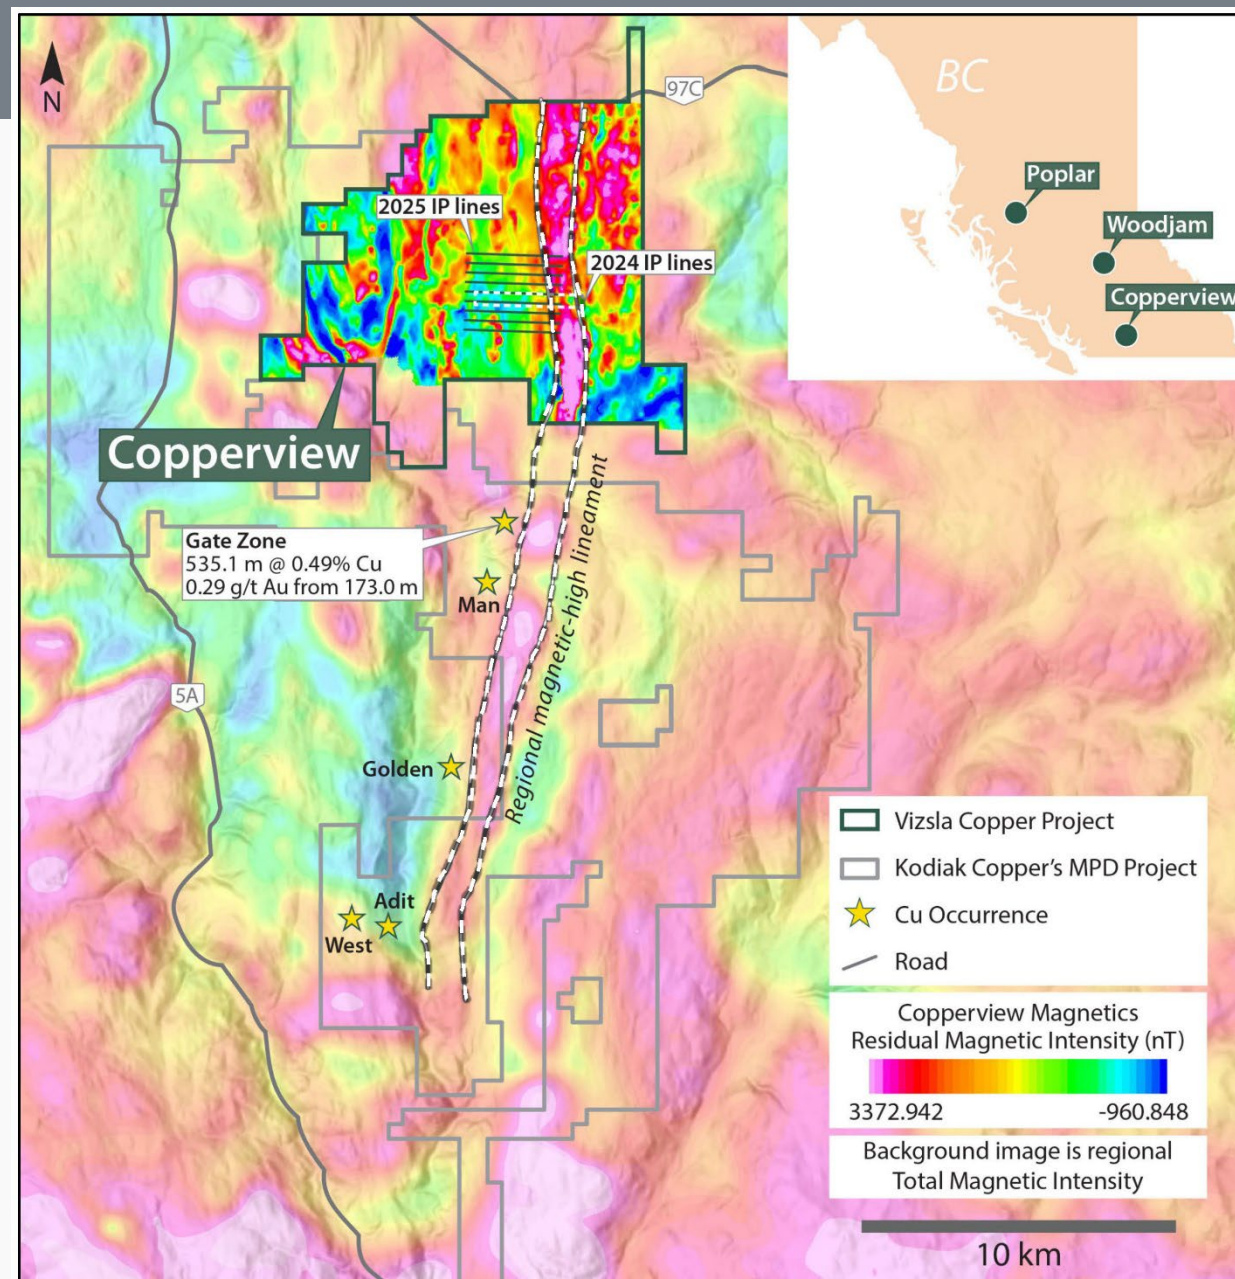 N
97C
BC
Poplar
Woodjam
Copperview
2025 IP lines
2024 IP lines
Copperview
Gate Zone
535.1 m @ 0.49% Cu
0.29 g/t Au from 173.0 m
Man
Regional magnetic-high lineament
5A
Golden
Adit
West
Vizsla Copper Project
Kodiak Copper's MPD Project
Cu Occurrence
Road
Copperview Magnetics
Residual Magnetic Intensity (nT)
3372.942 -960.848
Background image is regional
Total Magnetic Intensity
10 km